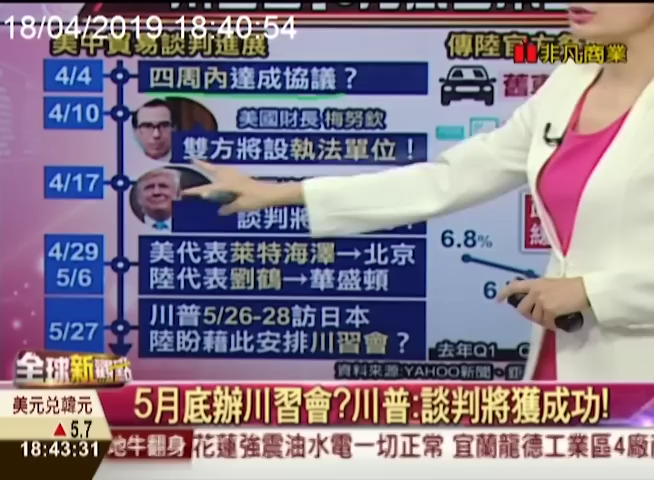 18/04/2019 18:40:54
美中貿易談判進展
傳陸官方
非凡商業
4/4 四周內達成協議？
舊
4/10 美國財長 梅努欽
雙方將設執法單位！
4/17
談判將
4/29 美代表萊特海澤→北京
5/6 陸代表劉鶴→華盛頓
6.8%
6
5/27 川普5/26-28訪日本
陸盼藉此安排川習會？
去年Q1
資料來源:YAHOO新聞、
全球新觀點
5月底辦川習會?川普:談判將獲成功!
美元兌韓元
▲5.7
18:43:31
地牛翻身 花蓮強震油水電一切正常 宜蘭龍德工業區4廠